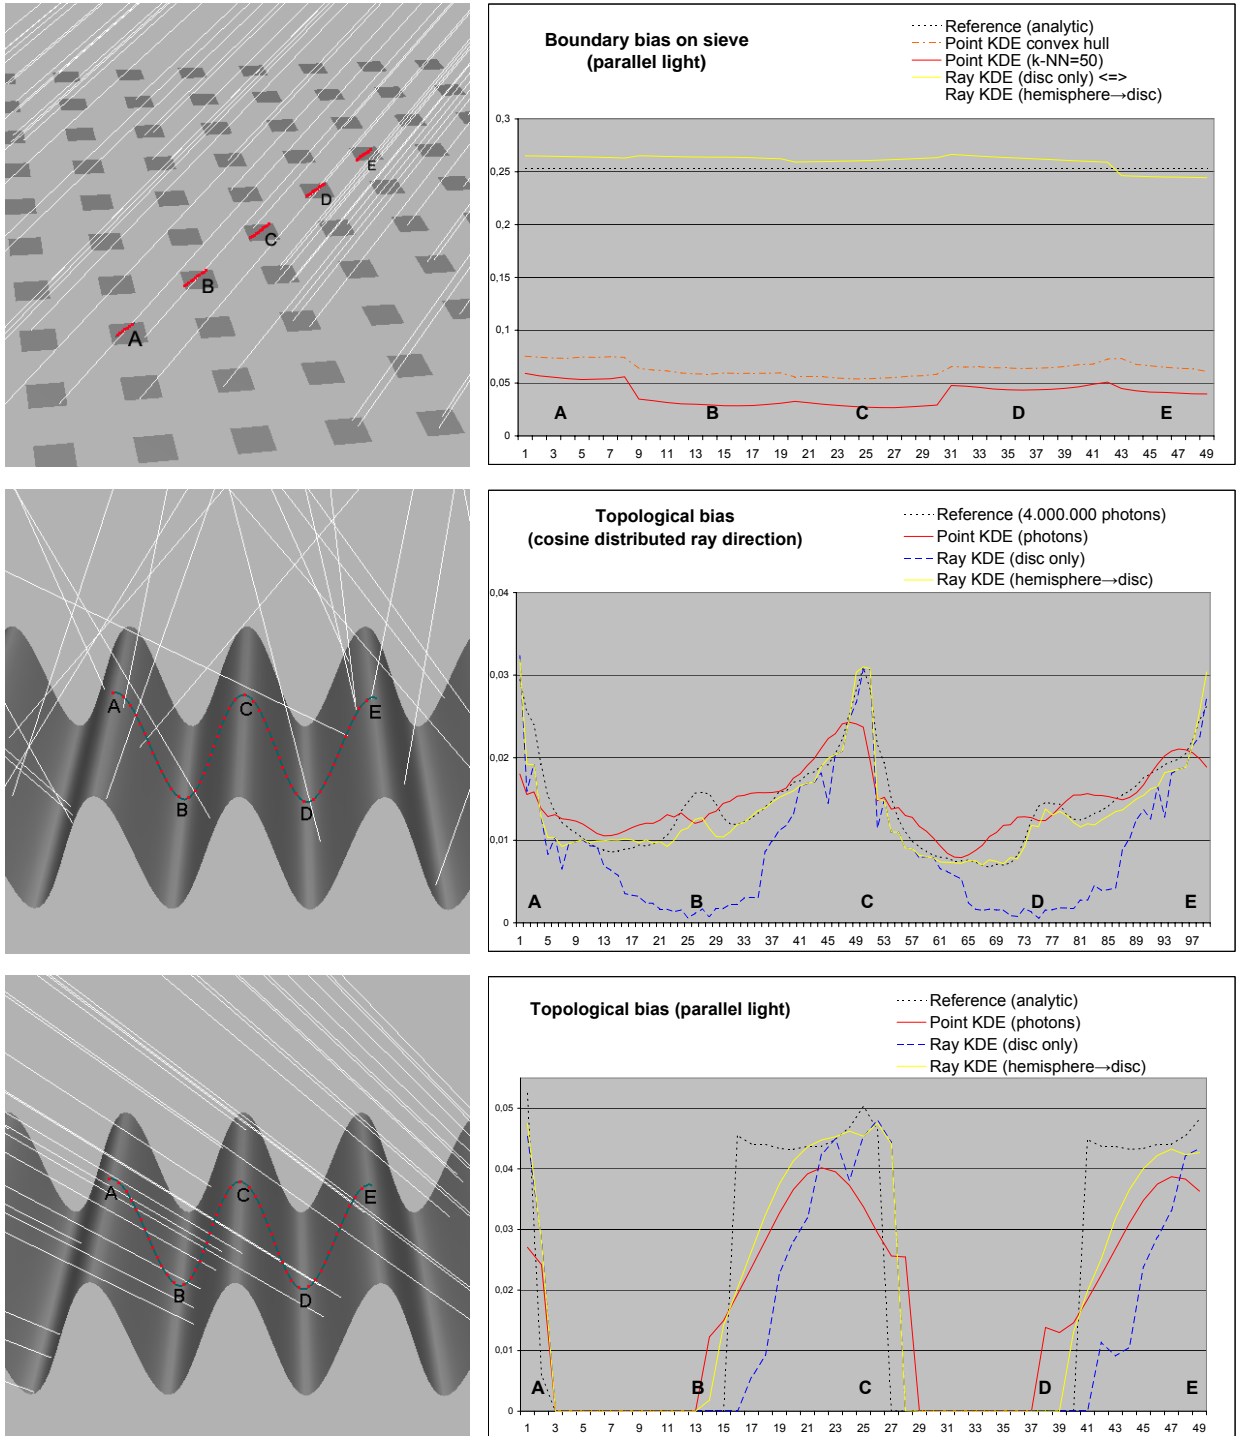 A
B
C
D
E
Boundary bias on sieve
(parallel light)
Reference (analytic)
Point KDE convex hull
Point KDE (k-NN=50)
Ray KDE (disc only) <=>
Ray KDE (hemisphere→disc)
0,3
0,25
0,2
0,15
0,1
0,05
0
A B C D E
1 3 5 7 9 11 13 15 17 19 21 23 25 27 29 31 33 35 37 39 41 43 45 47 49
A
B
C
D
E
Topological bias
(cosine distributed ray direction)
Reference (4.000.000 photons)
Point KDE (photons)
Ray KDE (disc only)
Ray KDE (hemisphere→disc)
0,04
0,03
0,02
0,01
0
A B C D E
1 5 9 13 17 21 25 29 33 37 41 45 49 53 57 61 65 69 73 77 81 85 89 93 97
A
B
C
D
E
Topological bias (parallel light)
Reference (analytic)
Point KDE (photons)
Ray KDE (disc only)
Ray KDE (hemisphere→disc)
0,05
0,04
0,03
0,02
0,01
0
A B C D E
1 3 5 7 9 11 13 15 17 19 21 23 25 27 29 31 33 35 37 39 41 43 45 47 49